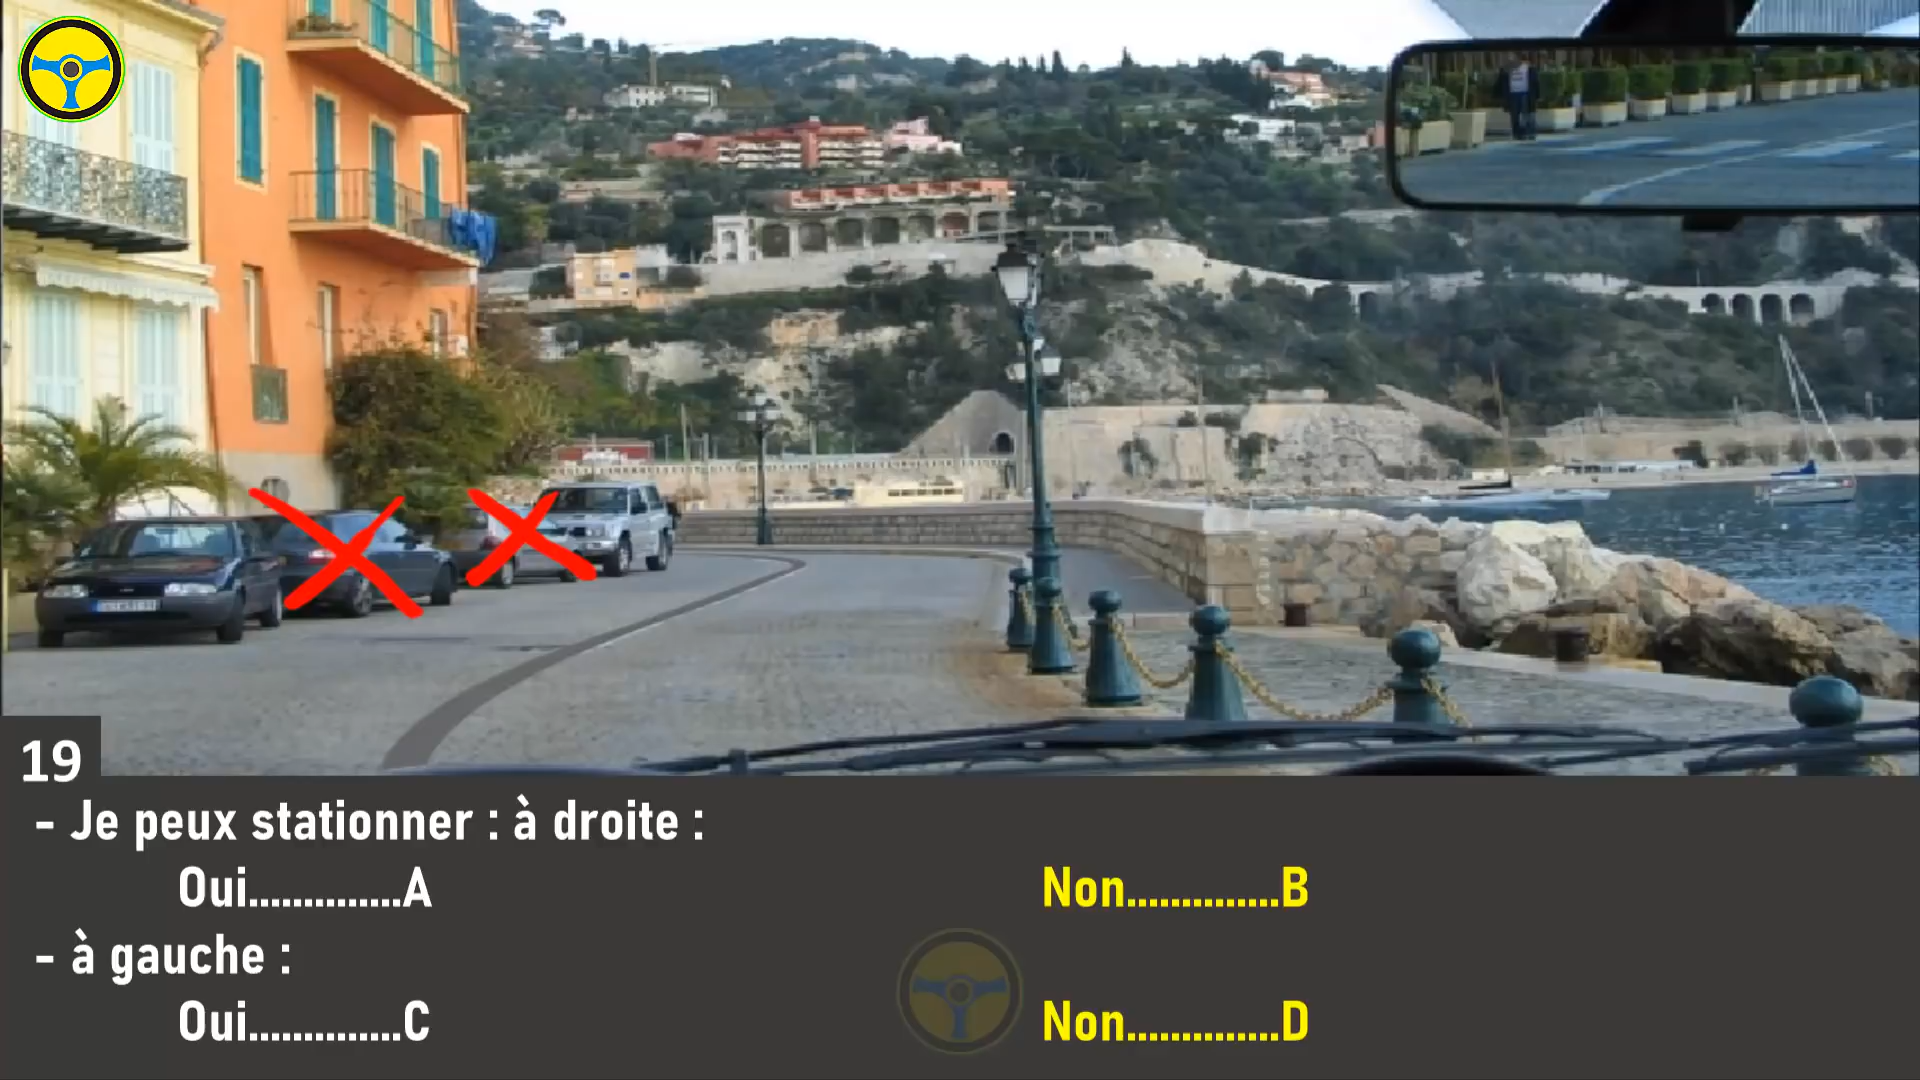 19
- Je peux stationner : à droite :
Oui..............A
Non..............B
- à gauche :
Oui..............C
Non..............D